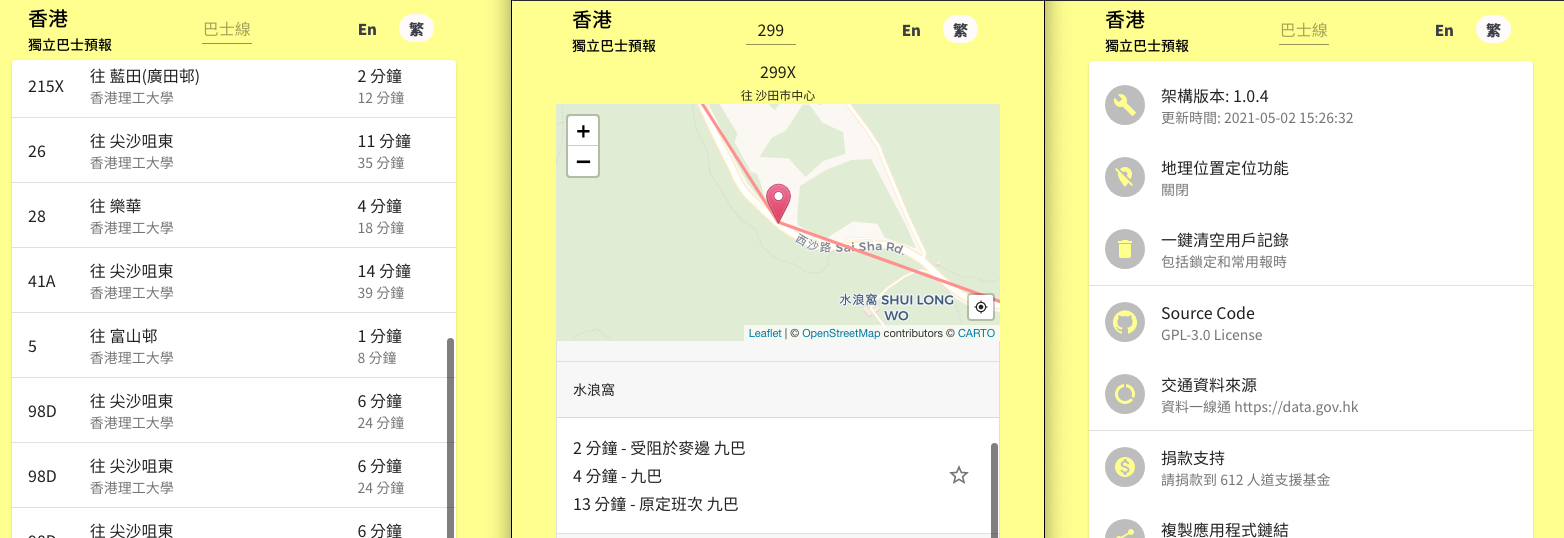 香港
獨立巴士預報
巴士線
En
繁
215X
往 藍田(廣田邨)
香港理工大學
2 分鐘
12 分鐘
26
往 尖沙咀東
香港理工大學
11 分鐘
35 分鐘
28
往 樂華
香港理工大學
4 分鐘
18 分鐘
41A
往 尖沙咀東
香港理工大學
14 分鐘
39 分鐘
5
往 富山邨
香港理工大學
1 分鐘
8 分鐘
98D
往 尖沙咀東
香港理工大學
6 分鐘
24 分鐘
98D
往 尖沙咀東
香港理工大學
6 分鐘
24 分鐘
往 尖沙咀東
6 分鐘
香港
獨立巴士預報
299
En
繁
299X
往 沙田市中心
+
−
西沙路 Sai Sha Rd.
水浪窩 SHUI LONG
WO
Leaflet | © OpenStreetMap contributors © CARTO
水浪窩
2 分鐘 - 受阻於麥邊 九巴
4 分鐘 - 九巴
13 分鐘 - 原定班次 九巴
香港
獨立巴士預報
巴士線
En
繁
架構版本: 1.0.4
更新時間: 2021-05-02 15:26:32
地理位置定位功能
關閉
一鍵清空用戶記錄
包括鎖定和常用報時
Source Code
GPL-3.0 License
交通資料來源
資料一線通 https://data.gov.hk
捐款支持
請捐款到 612 人道支援基金
複製應用程式鏈結